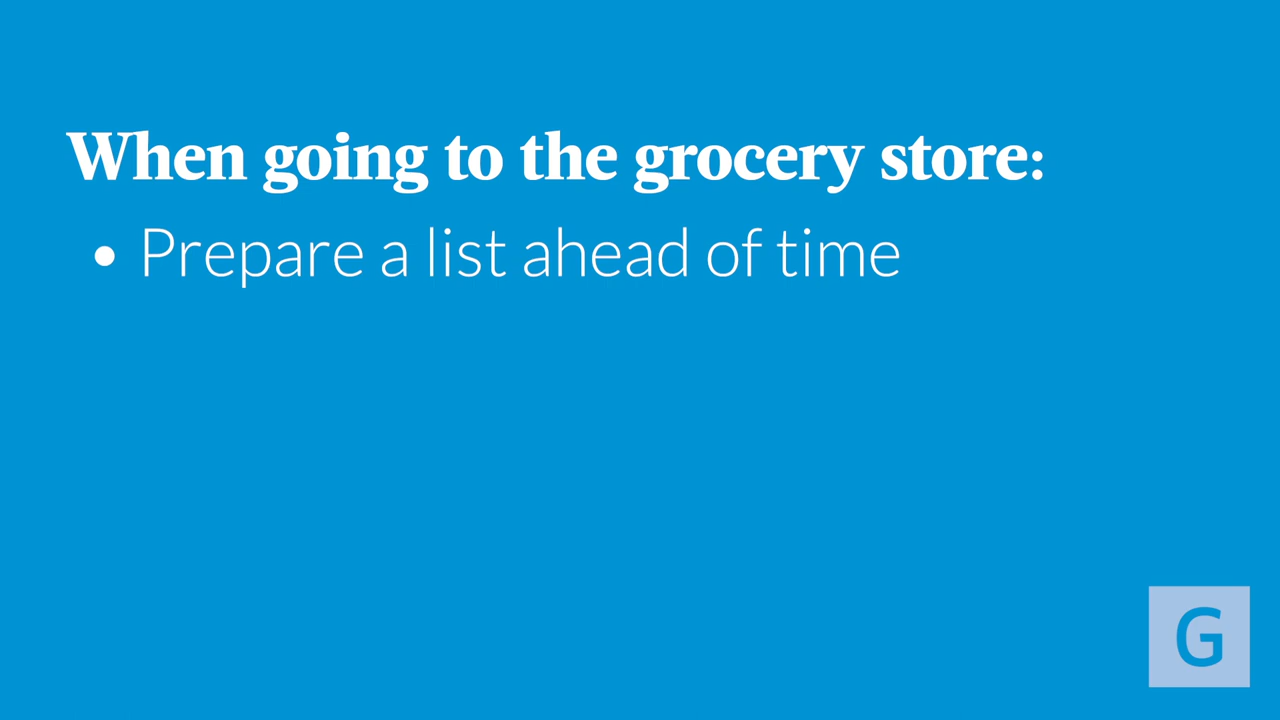 When going to the grocery store:
• Prepare a list ahead of time
G